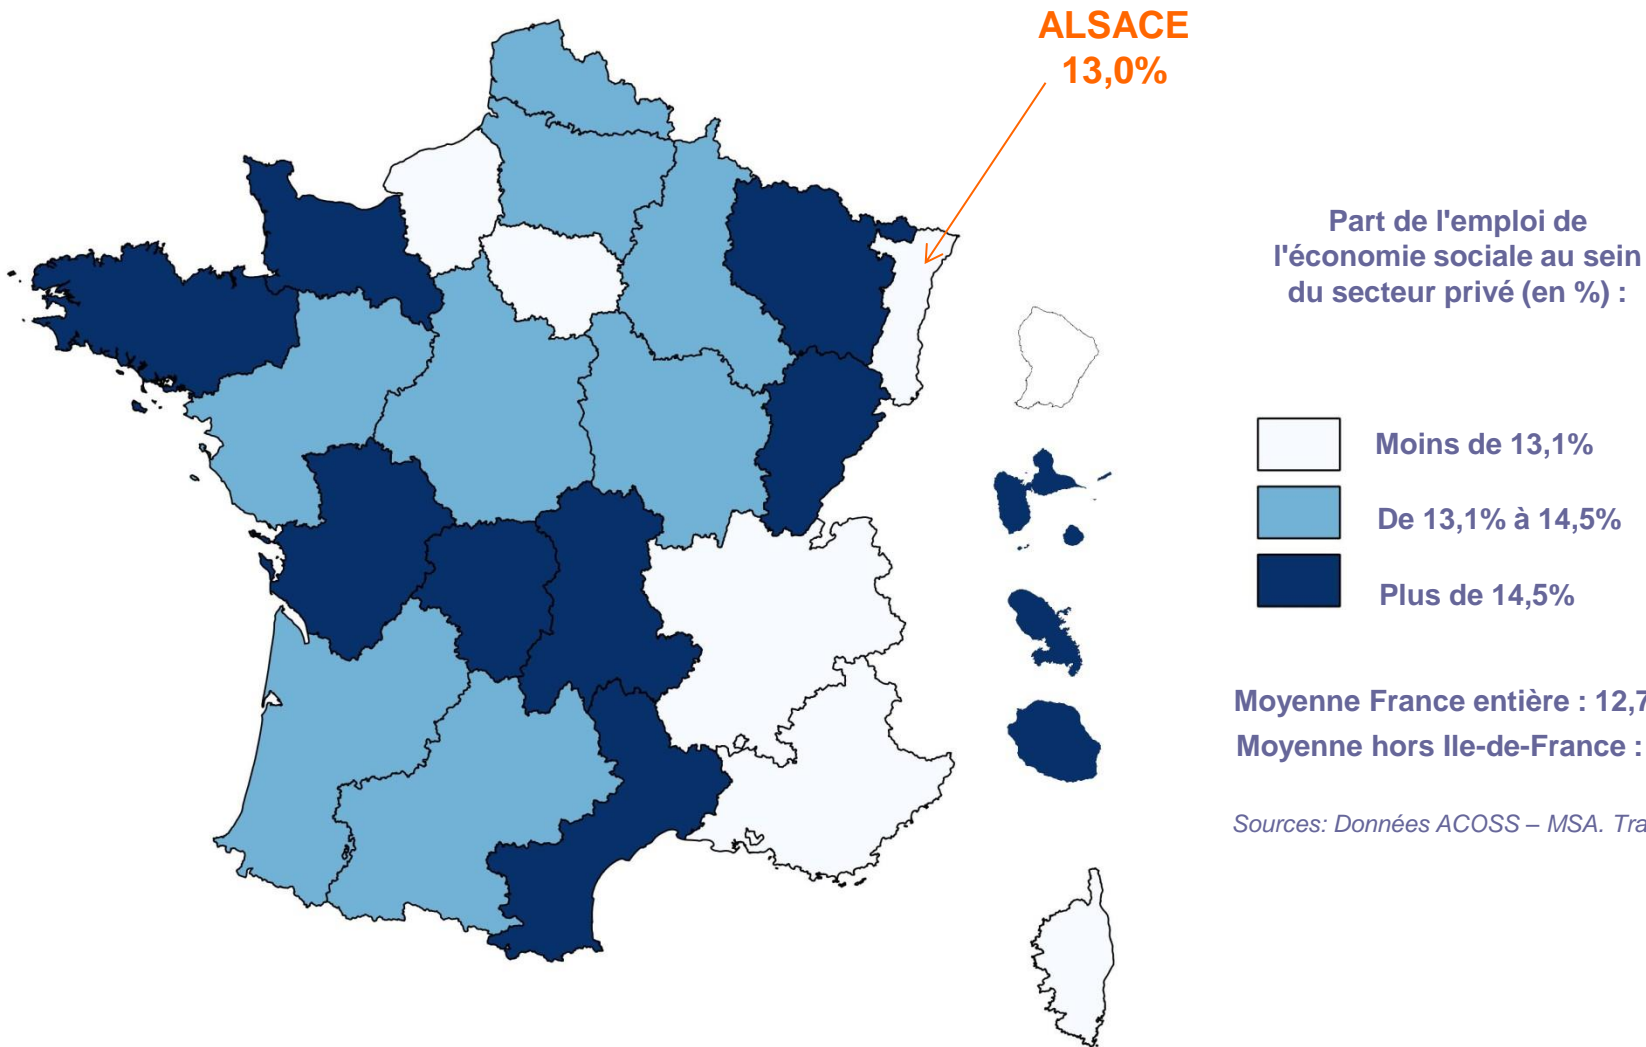 ALSACE
13,0%
Part de l'emploi de
l'économie sociale au sein
du secteur privé (en %) :
Moins de 13,1%
De 13,1% à 14,5%
Plus de 14,5%
Moyenne France entière : 12,7
Moyenne hors Ile-de-France :
Sources: Données ACOSS – MSA. Tra